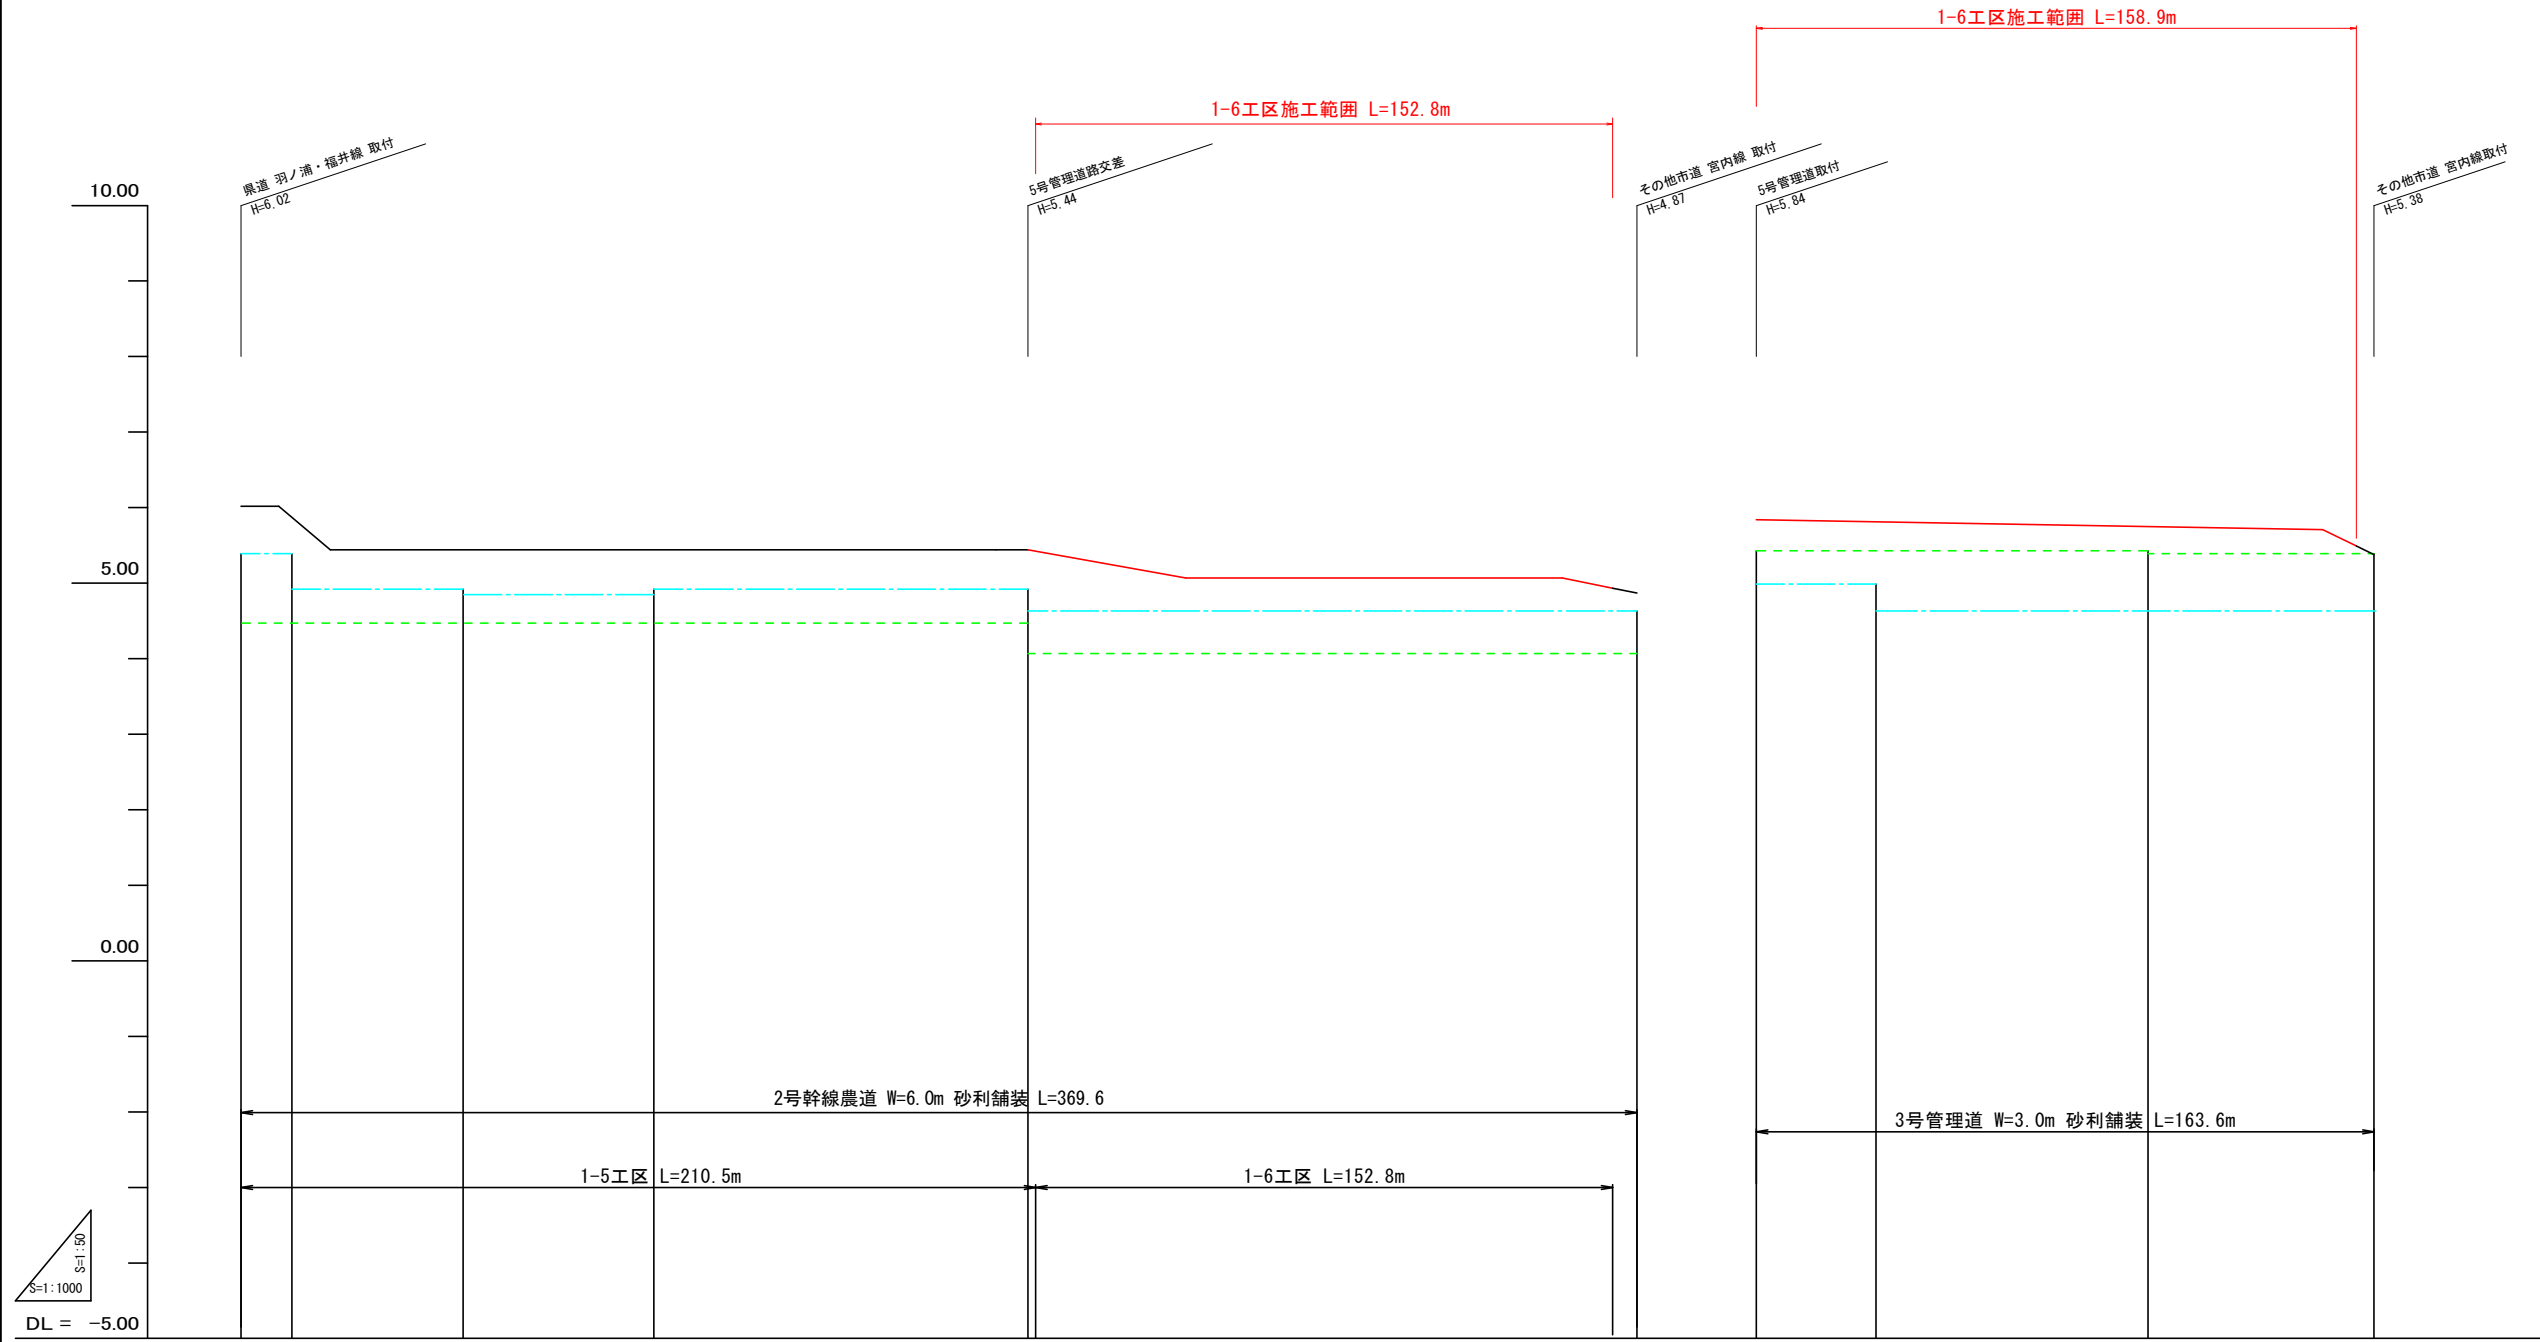 1-6工区施工範囲 L=158.9m
1-6工区施工範囲 L=152.8m
県道 羽ノ浦・福井線 取付
H=6.02
5号管理道路交差
H=5.44
その他市道 宮内線 取付
H=4.87
5号管理道取付
H=5.84
その他市道 宮内線取付
H=5.38
10.00
5.00
0.00
2号幹線農道 W=6.0m 砂利舗装 L=369.6
3号管理道 W=3.0m 砂利舗装 L=163.6m
1-5工区 L=210.5m
1-6工区 L=152.8m
S=1:50
S=1:1000
DL = -5.00